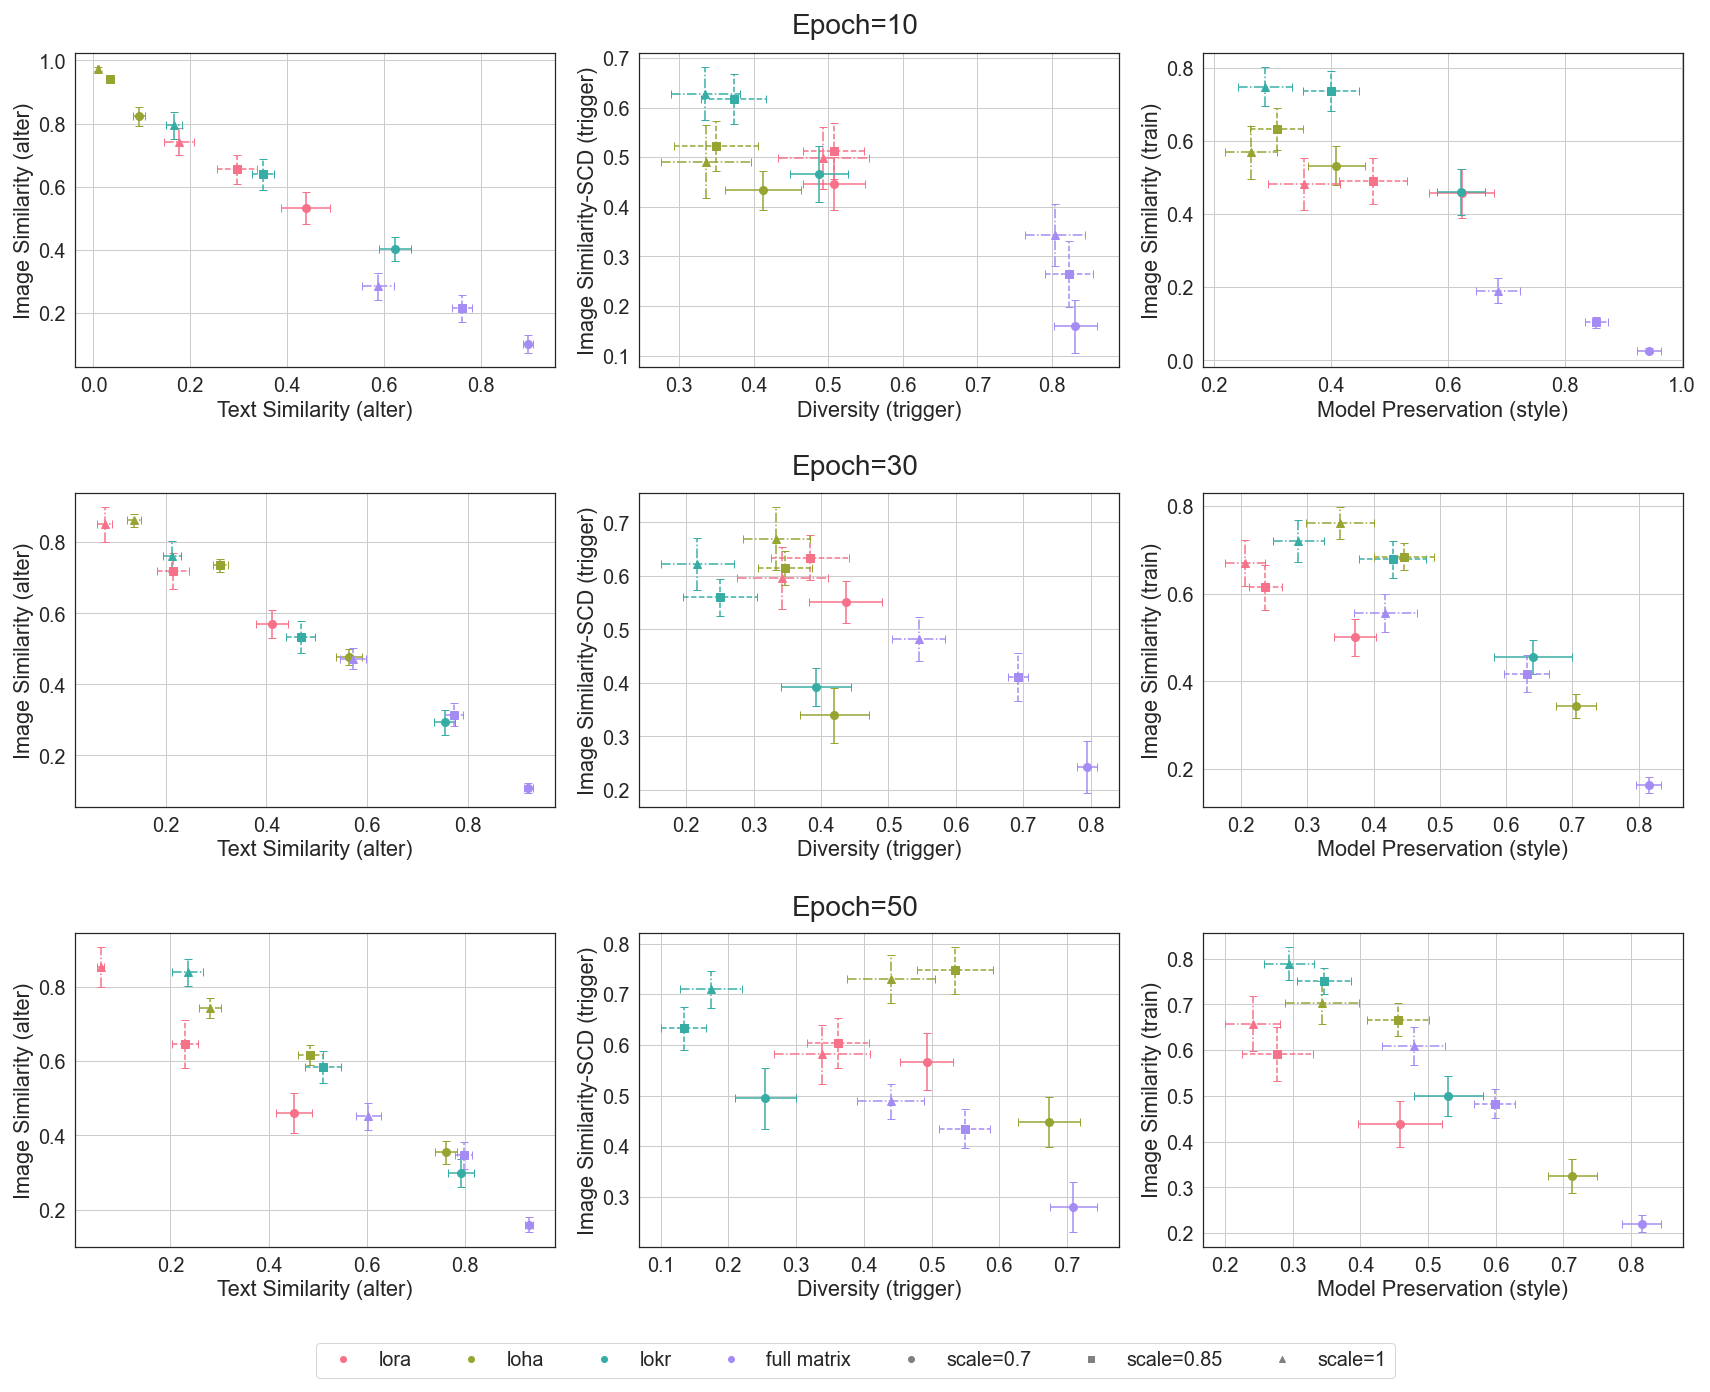 Epoch=10
Image Similarity (alter)
1.0
0.8
0.6
0.4
0.2
0.0 0.2 0.4 0.6 0.8
Text Similarity (alter)
Image Similarity-SCD (trigger)
0.7
0.6
0.5
0.4
0.3
0.2
0.1
0.3 0.4 0.5 0.6 0.7 0.8
Diversity (trigger)
Image Similarity (train)
0.8
0.6
0.4
0.2
0.0
0.2 0.4 0.6 0.8 1.0
Model Preservation (style)
Epoch=30
Image Similarity (alter)
0.8
0.6
0.4
0.2
0.2 0.4 0.6 0.8
Text Similarity (alter)
Image Similarity-SCD (trigger)
0.7
0.6
0.5
0.4
0.3
0.2
0.2 0.3 0.4 0.5 0.6 0.7 0.8
Diversity (trigger)
Image Similarity (train)
0.8
0.6
0.4
0.2
0.2 0.3 0.4 0.5 0.6 0.7 0.8
Model Preservation (style)
Epoch=50
Image Similarity (alter)
0.8
0.6
0.4
0.2
0.2 0.4 0.6 0.8
Text Similarity (alter)
Image Similarity-SCD (trigger)
0.8
0.7
0.6
0.5
0.4
0.3
0.1 0.2 0.3 0.4 0.5 0.6 0.7
Diversity (trigger)
Image Similarity (train)
0.8
0.7
0.6
0.5
0.4
0.3
0.2
0.2 0.3 0.4 0.5 0.6 0.7 0.8
Model Preservation (style)
lora loha lokr full matrix scale=0.7 scale=0.85 scale=1